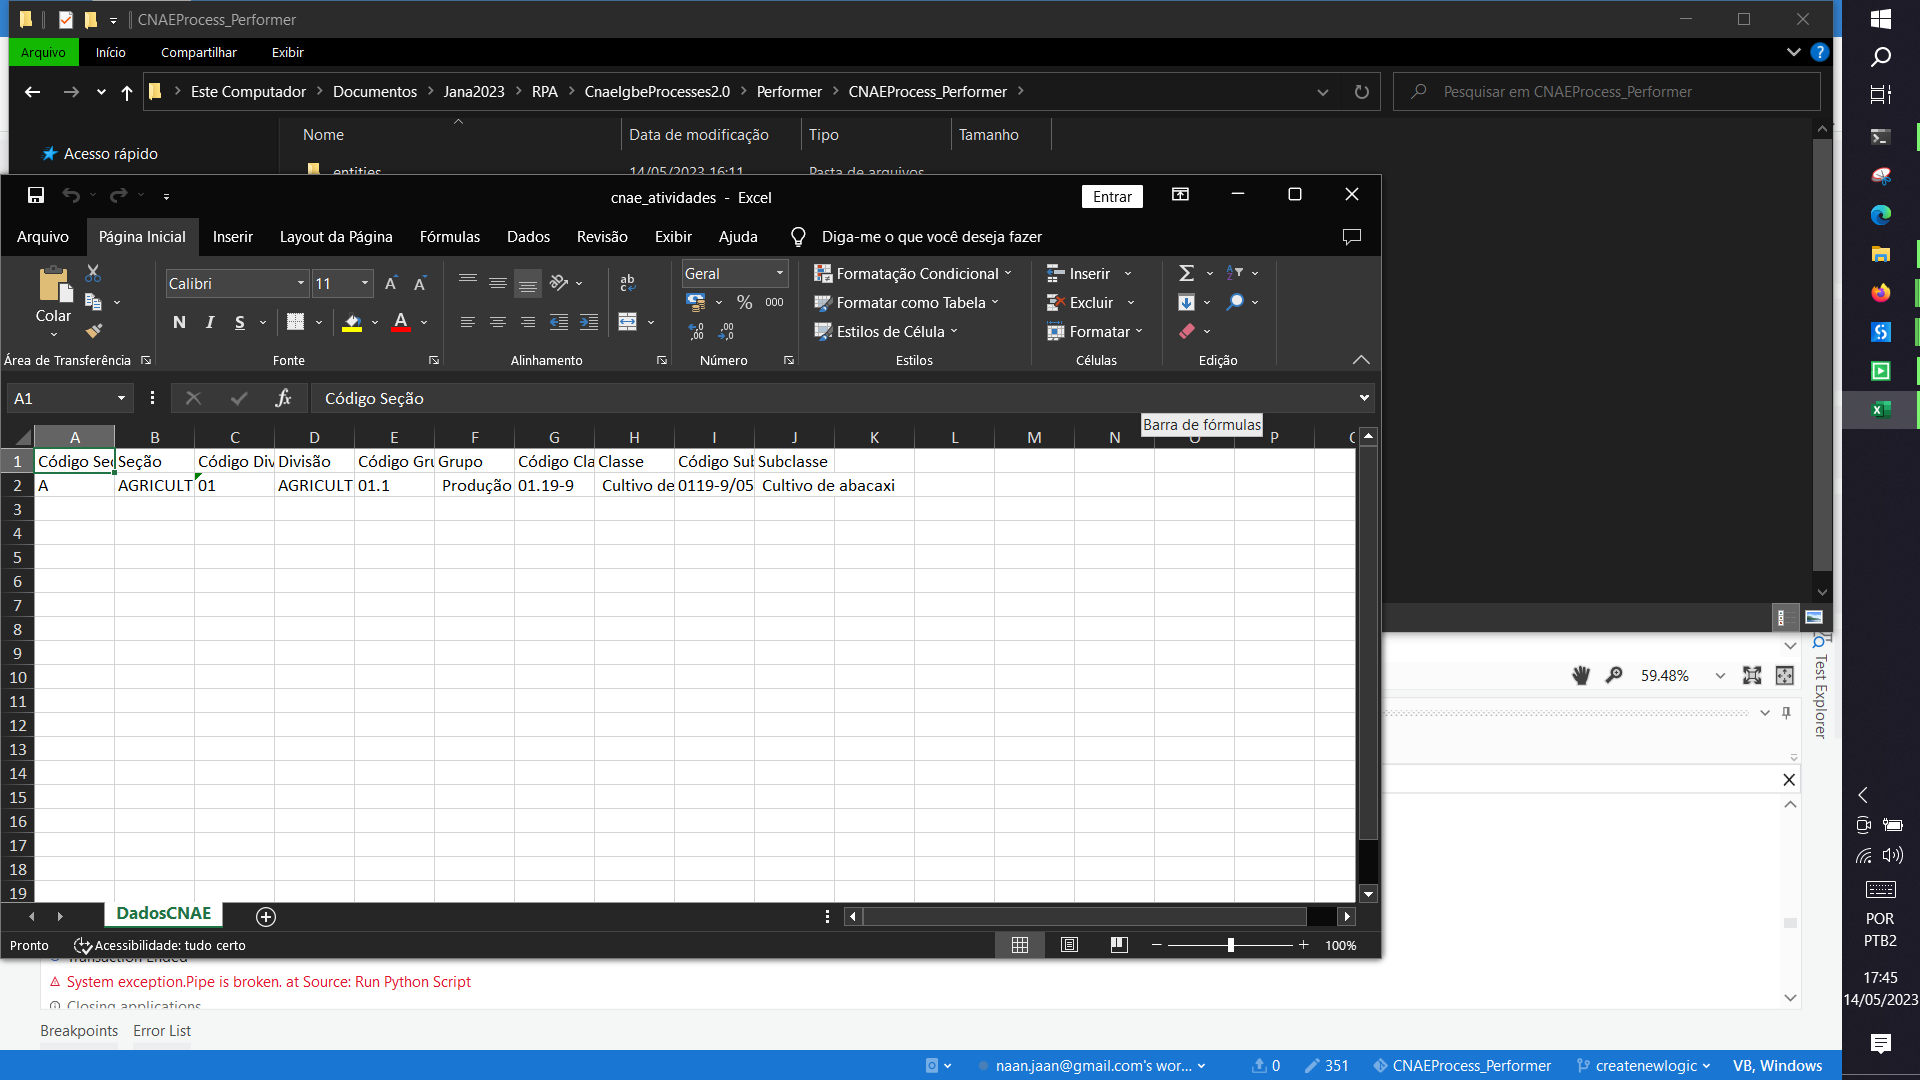 CNAEProcess_Performer
Arquivo Início Compartilhar Exibir
Este Computador Documentos Jana2023 RPA CnaeIgbeProcesses2.0 Performer CNAEProcess_Performer
Pesquisar em CNAEProcess_Performer
Acesso rápido
Nome Data de modificação Tipo Tamanho
entities 14/05/2023 16:11 Pasta de arquivos
cnae_atividades - Excel
Entrar
Arquivo Página Inicial Inserir Layout da Página Fórmulas Dados Revisão Exibir Ajuda Diga-me o que você deseja fazer
Colar
Área de Transferência
Calibri 11
N I S
Fonte
ab
Alinhamento
Geral
% 000
Número
Formatação Condicional
Formatar como Tabela
Estilos de Célula
Estilos
Inserir
Excluir
Formatar
Células
Edição
A1 fx Código Seção
Barra de fórmulas
A B C D E F G H I J K L M N O P
1 Código Seç Seção Código Div Divisão Código Gru Grupo Código Cla Classe Código Sub Subclasse
2 A AGRICULT 01 AGRICULT 01.1 Produção 01.19-9 Cultivo de 0119-9/05 Cultivo de abacaxi
3
4
5
6
7
8
9
10
11
12
13
14
15
16
17
18
19
DadosCNAE
Pronto Acessibilidade: tudo certo 100%
59.48%
Test Explorer
Transaction Ended
System exception.Pipe is broken. at Source: Run Python Script
Closing applications
Breakpoints Error List
naan.jaan@gmail.com's wor... 0 351 CNAEProcess_Performer createnewlogic VB, Windows
POR
PTB2
17:45
14/05/2023